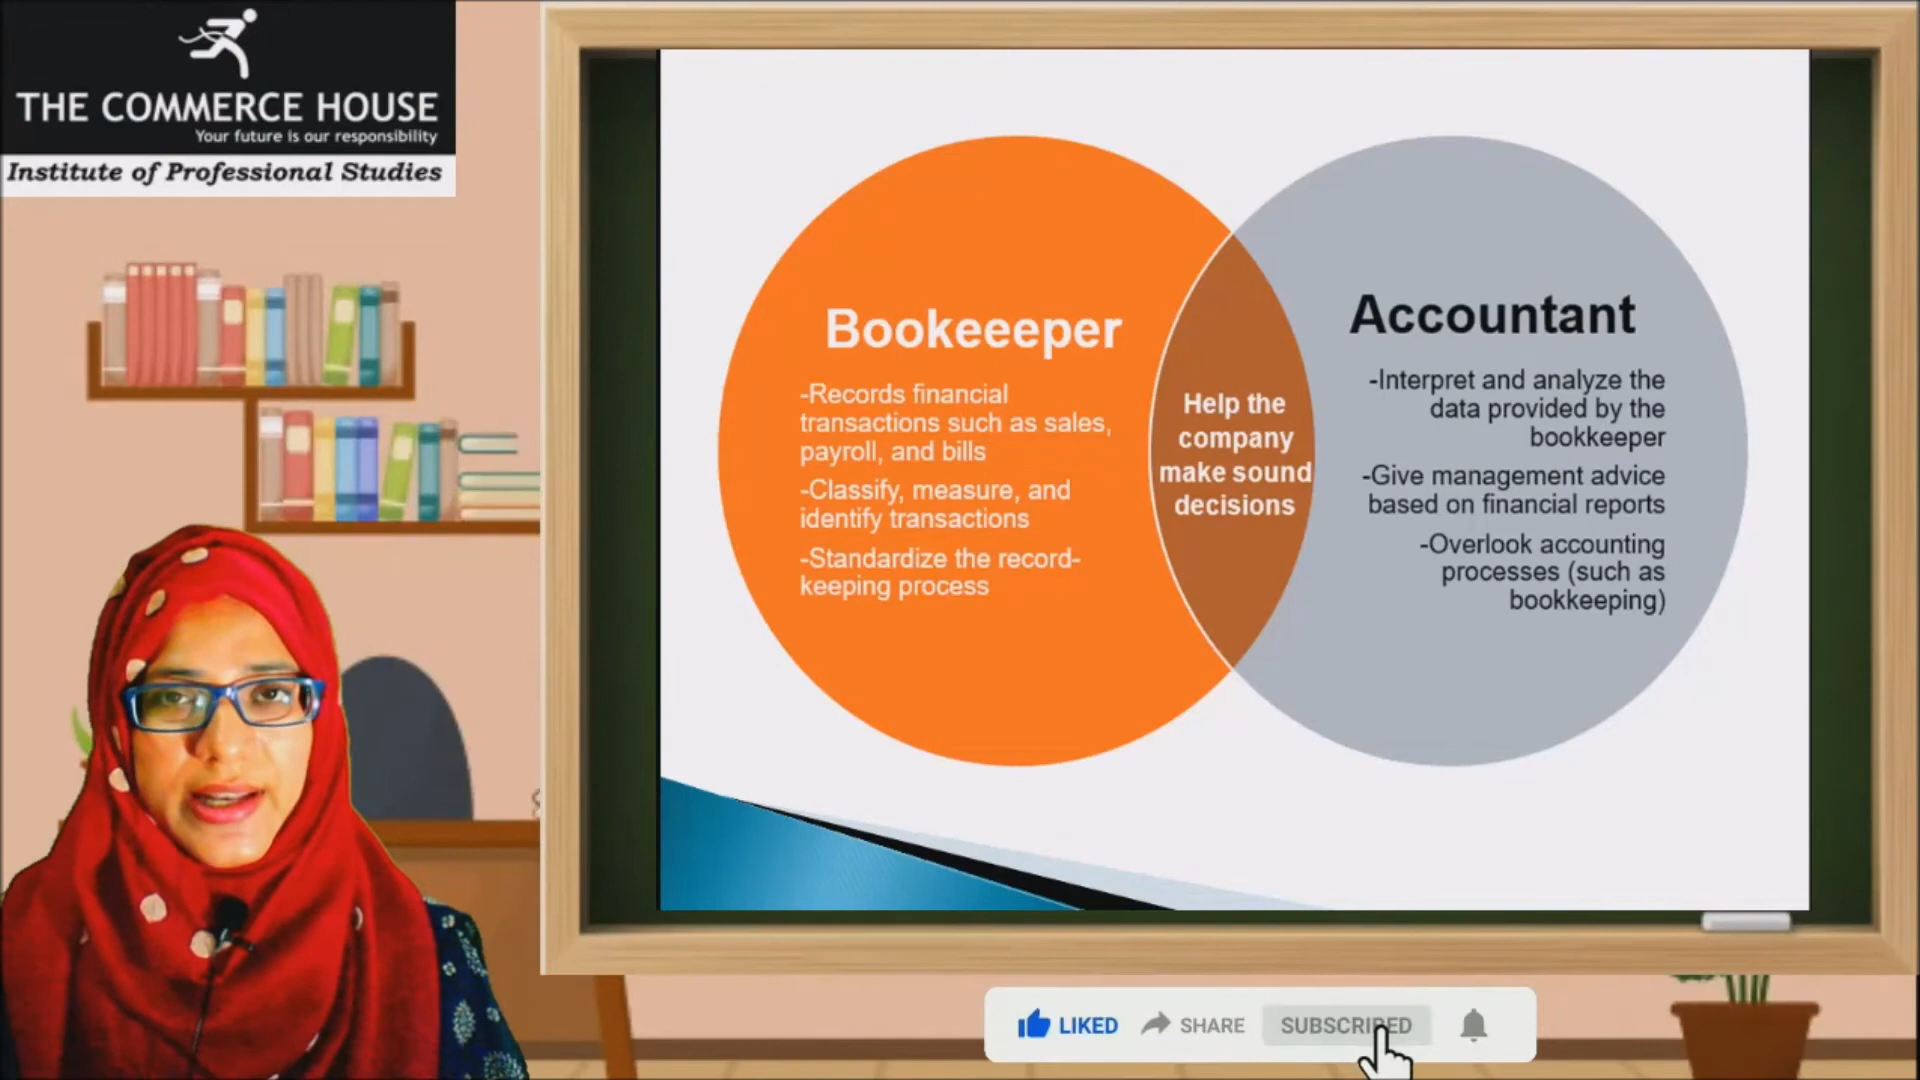 THE COMMERCE HOUSE
Your future is our responsibility
Institute of Professional Studies
Bookeeeper
-Records financial
transactions such as sales,
payroll, and bills
-Classify, measure, and
identify transactions
-Standardize the record-
keeping process
Help the
company
make sound
decisions
Accountant
-Interpret and analyze the
data provided by the
bookkeeper
-Give management advice
based on financial reports
-Overlook accounting
processes (such as
bookkeeping)
LIKED
SHARE
SUBSCRIBED